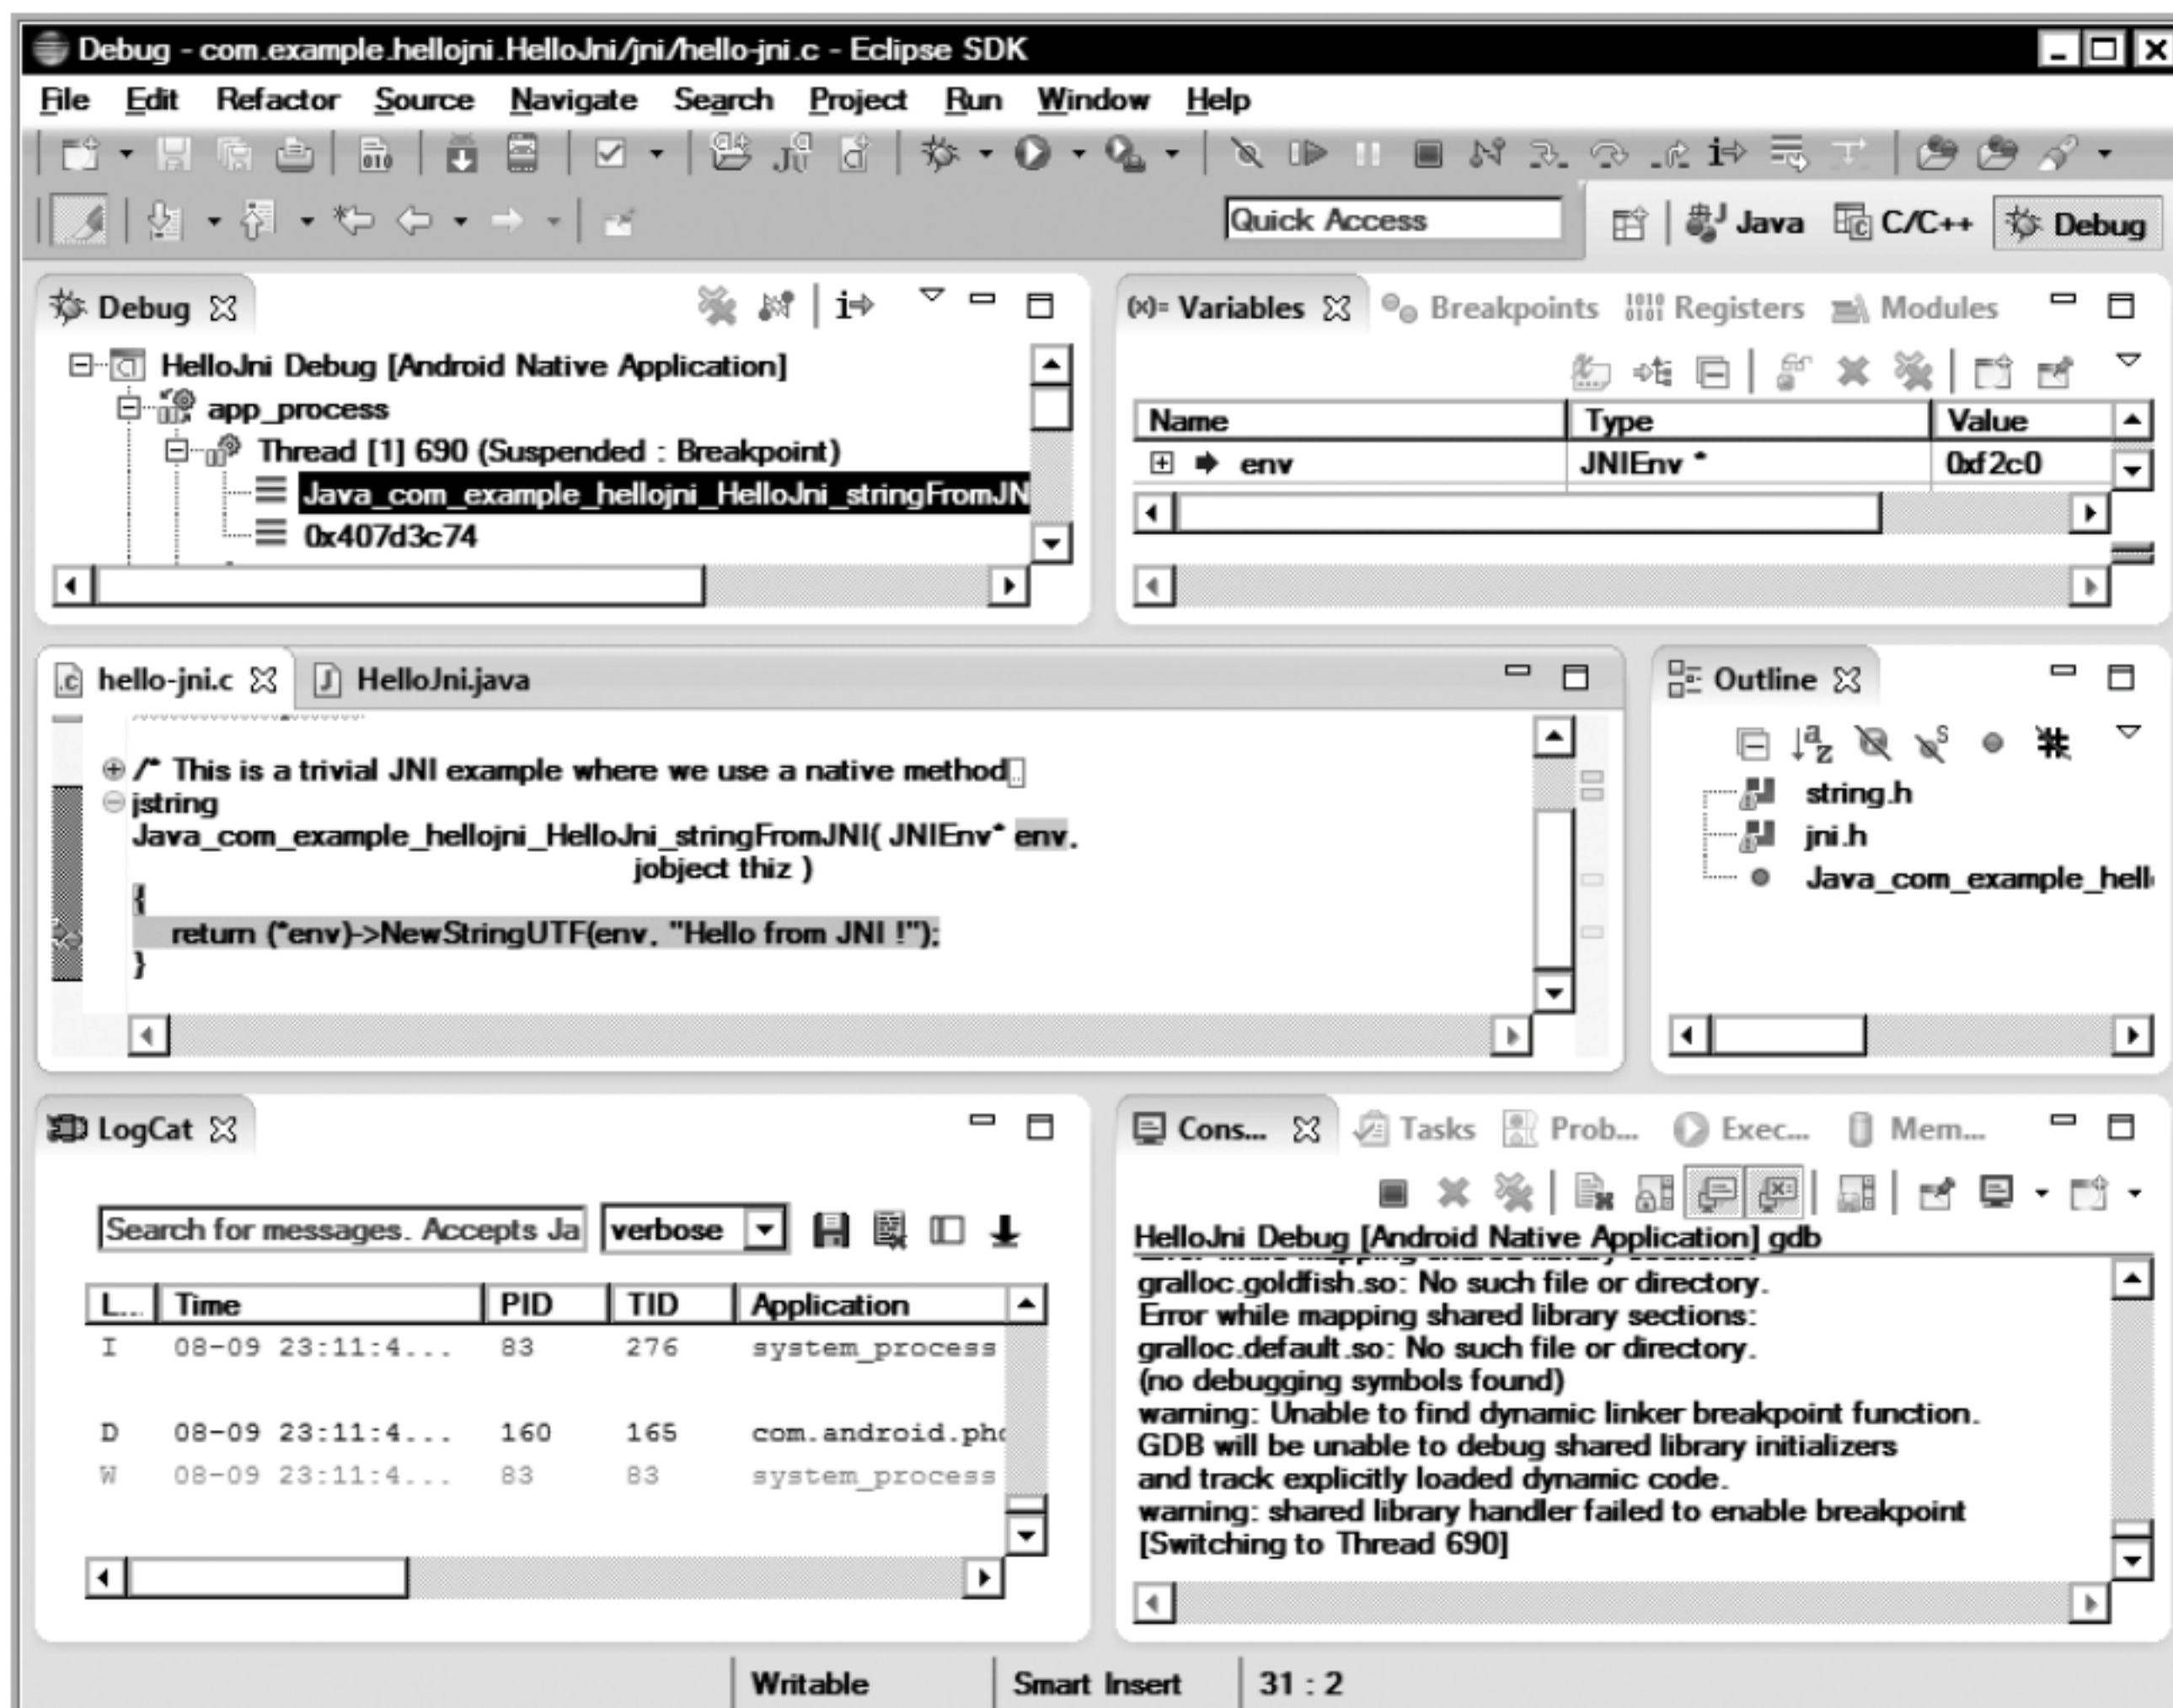 Debug - com.example.hellojni.HelloJni/jni/hello-jni.c - Eclipse SDK
File Edit Refactor Source Navigate Search Project Run Window Help
Quick Access Java C/C++ Debug
Debug
HelloJni Debug [Android Native Application]
app_process
Thread [1] 690 (Suspended : Breakpoint)
Java_com_example_hellojni_HelloJni_stringFromJN
0x407d3c74
(x)= Variables Breakpoints Registers Modules
Name Type Value
env JNIEnv * 0xf2c0
hello-jni.c HelloJni.java
/* This is a trivial JNI example where we use a native method
jstring
Java_com_example_hellojni_HelloJni_stringFromJNI( JNIEnv* env,
jobject thiz )
{
return (*env)->NewStringUTF(env, "Hello from JNI !");
}
Outline
string.h
jni.h
Java_com_example_hell
LogCat
Search for messages. Accepts Ja verbose
L... Time PID TID Application
I 08-09 23:11:4... 83 276 system_process
D 08-09 23:11:4... 160 165 com.android.pho
W 08-09 23:11:4... 83 83 system_process
Cons... Tasks Prob... Exec... Mem...
HelloJni Debug [Android Native Application] gdb
gralloc.goldfish.so: No such file or directory.
Error while mapping shared library sections:
gralloc.default.so: No such file or directory.
(no debugging symbols found)
warning: Unable to find dynamic linker breakpoint function.
GDB will be unable to debug shared library initializers
and track explicitly loaded dynamic code.
warning: shared library handler failed to enable breakpoint
[Switching to Thread 690]
Writable Smart Insert 31 : 2